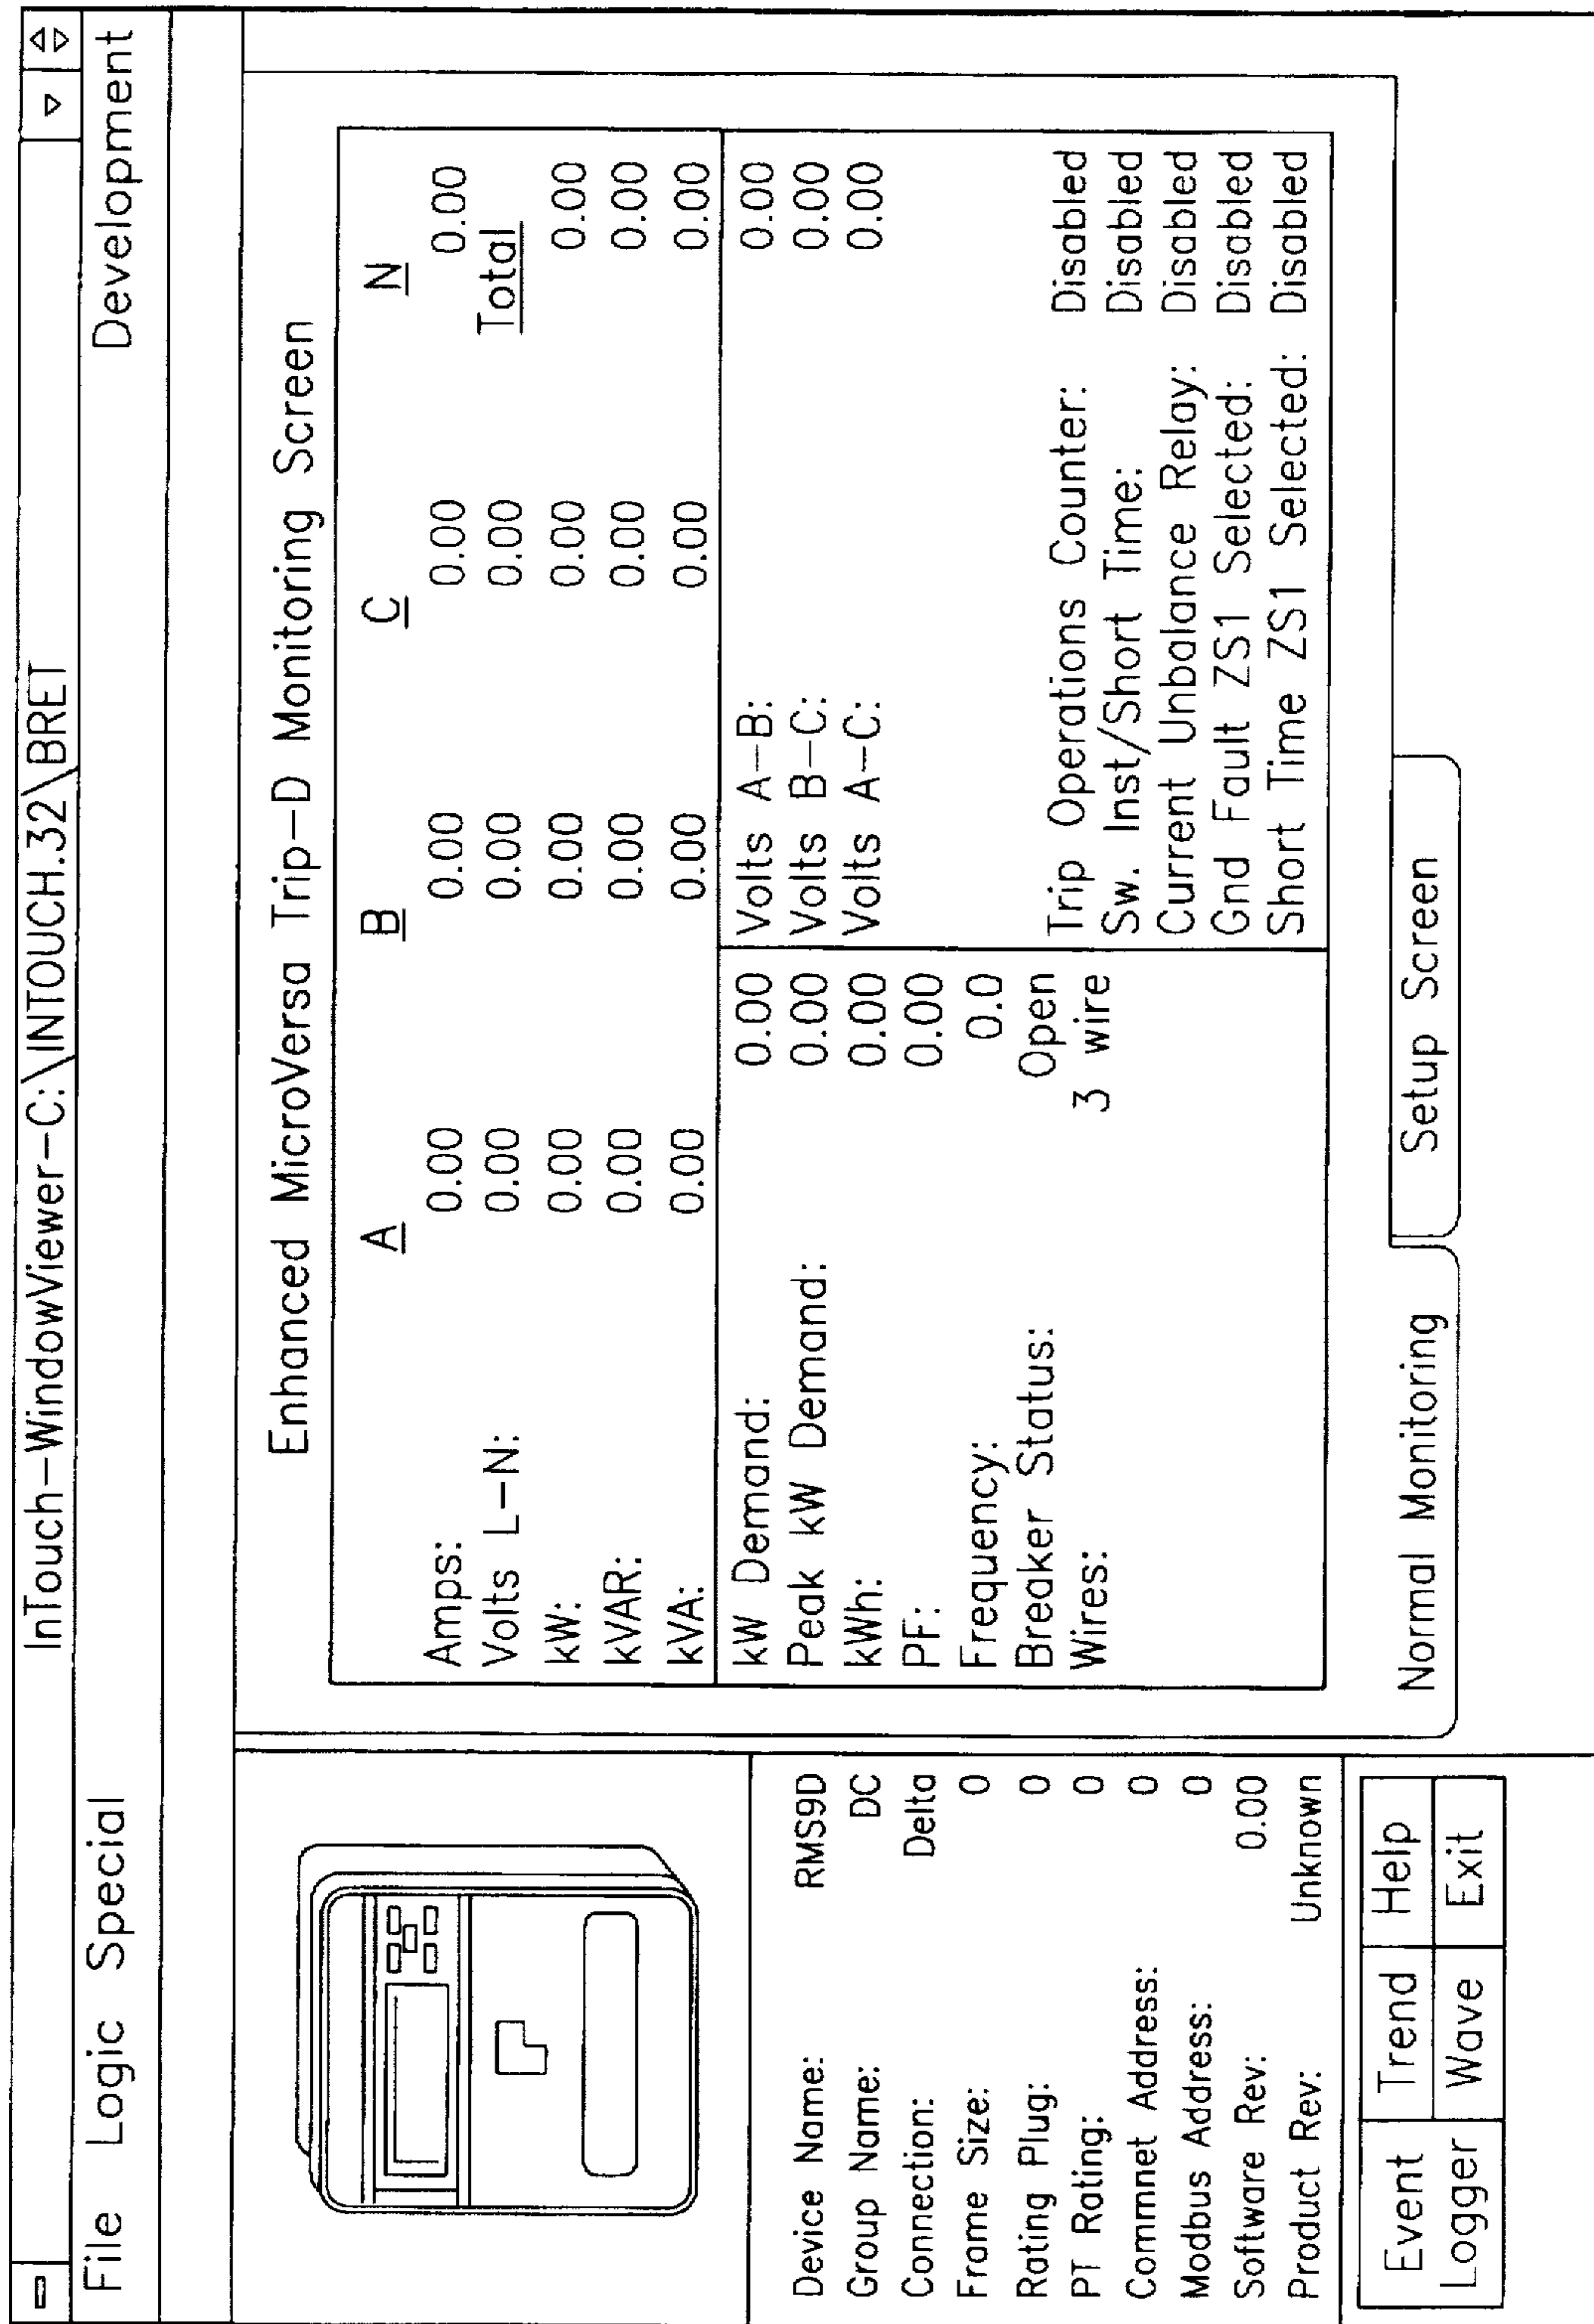 InTouch-WindowViewer-C:\INTOUCH.32\BRET
File Logic Special Development
Enhanced MicroVersa Trip-D Monitoring Screen
A B C N
Amps: 0.00 0.00 0.00 0.00
Volts L-N: 0.00 0.00 0.00 Total
kW: 0.00 0.00 0.00 0.00
kVAR: 0.00 0.00 0.00 0.00
kVA: 0.00 0.00 0.00 0.00
kW Demand: 0.00
Peak kW Demand: 0.00
kWh: 0.00
PF: 0.00
Frequency: 0.0
Breaker Status: Open
Wires: 3 wire
Volts A-B: 0.00
Volts B-C: 0.00
Volts A-C: 0.00
Trip Operations Counter: Disabled
Sw. Inst/Short Time: Disabled
Current Unbalance Relay: Disabled
Gnd Fault ZS1 Selected: Disabled
Short Time ZS1 Selected: Disabled
Normal Monitoring Setup Screen
Device Name: RMS9D
Group Name: DC
Connection: Delta
Frame Size: 0
Rating Plug: 0
PT Rating: 0
Commnet Address: 0
Modbus Address: 0
Software Rev: 0.00
Product Rev: Unknown
Event Trend Help
Logger Wave Exit